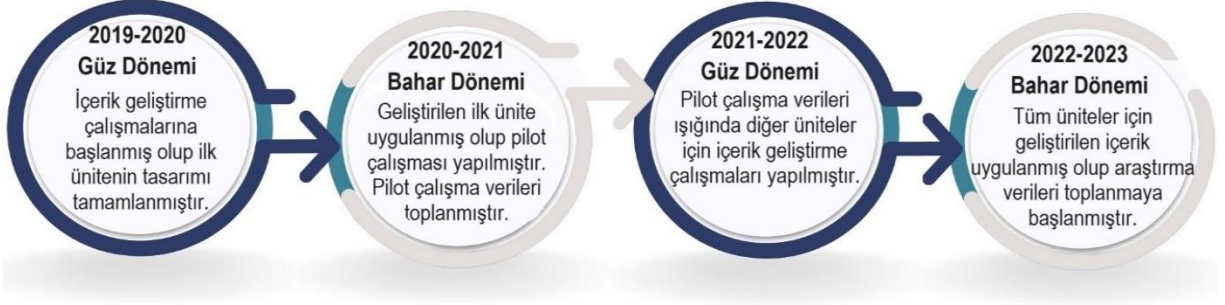 2019-2020
Güz Dönemi
İçerik geliştirme
çalışmalarına
başlanmış olup ilk
ünitenin tasarımı
tamamlanmıştır.
2020-2021
Bahar Dönemi
Geliştirilen ilk ünite
uygulanmış olup pilot
çalışması yapılmıştır.
Pilot çalışma verileri
toplanmıştır.
2021-2022
Güz Dönemi
Pilot çalışma verileri
ışığında diğer üniteler
için içerik geliştirme
çalışmaları yapılmıştır.
2022-2023
Bahar Dönemi
Tüm üniteler için
geliştirilen içerik
uygulanmış olup araştırma
verileri toplanmaya
başlanmıştır.